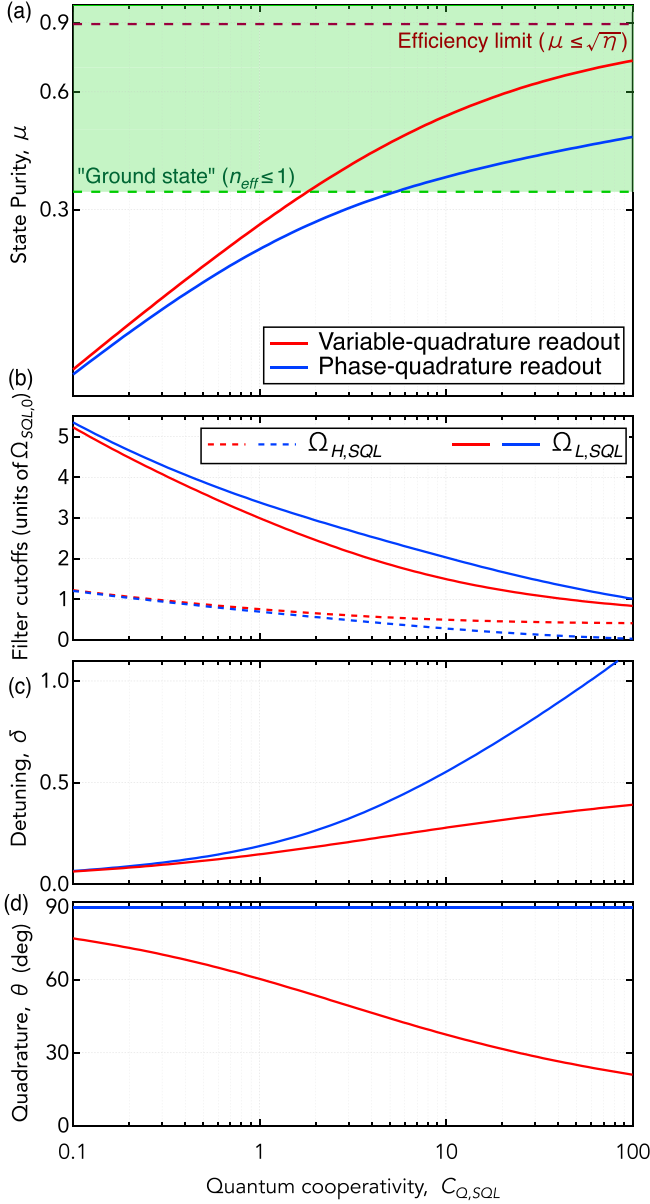 (a)
0.9
Efficiency limit (μ ≤ √η)
0.6
"Ground state" (n_eff ≤ 1)
0.3
State Purity, μ
Variable-quadrature readout
Phase-quadrature readout
(b)
Filter cutoffs (units of Ω_SQL,0)
5
4
3
2
1
0
Ω_H,SQL
Ω_L,SQL
(c)
1.0
0.5
0.0
Detuning, δ
(d)
90
60
30
0
Quadrature, θ (deg)
0.1 1 10 100
Quantum cooperativity, C_Q,SQL